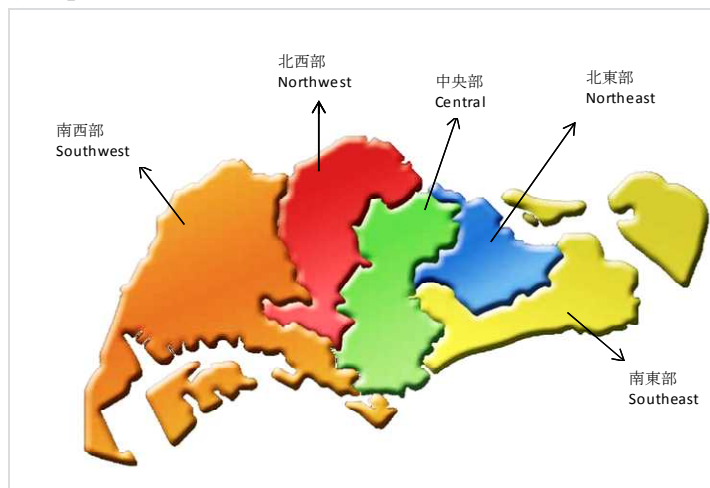 北西部
Northwest
中央部
Central
北東部
Northeast
南西部
Southwest
南東部
Southeast